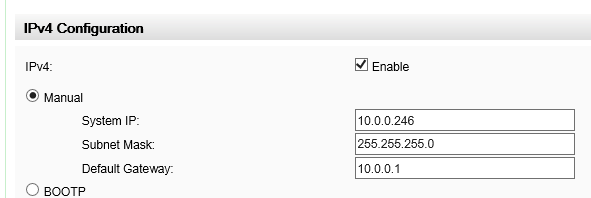 IPv4 Configuration
IPv4: Enable
Manual
System IP: 10.0.0.246
Subnet Mask: 255.255.255.0
Default Gateway: 10.0.0.1
BOOTP